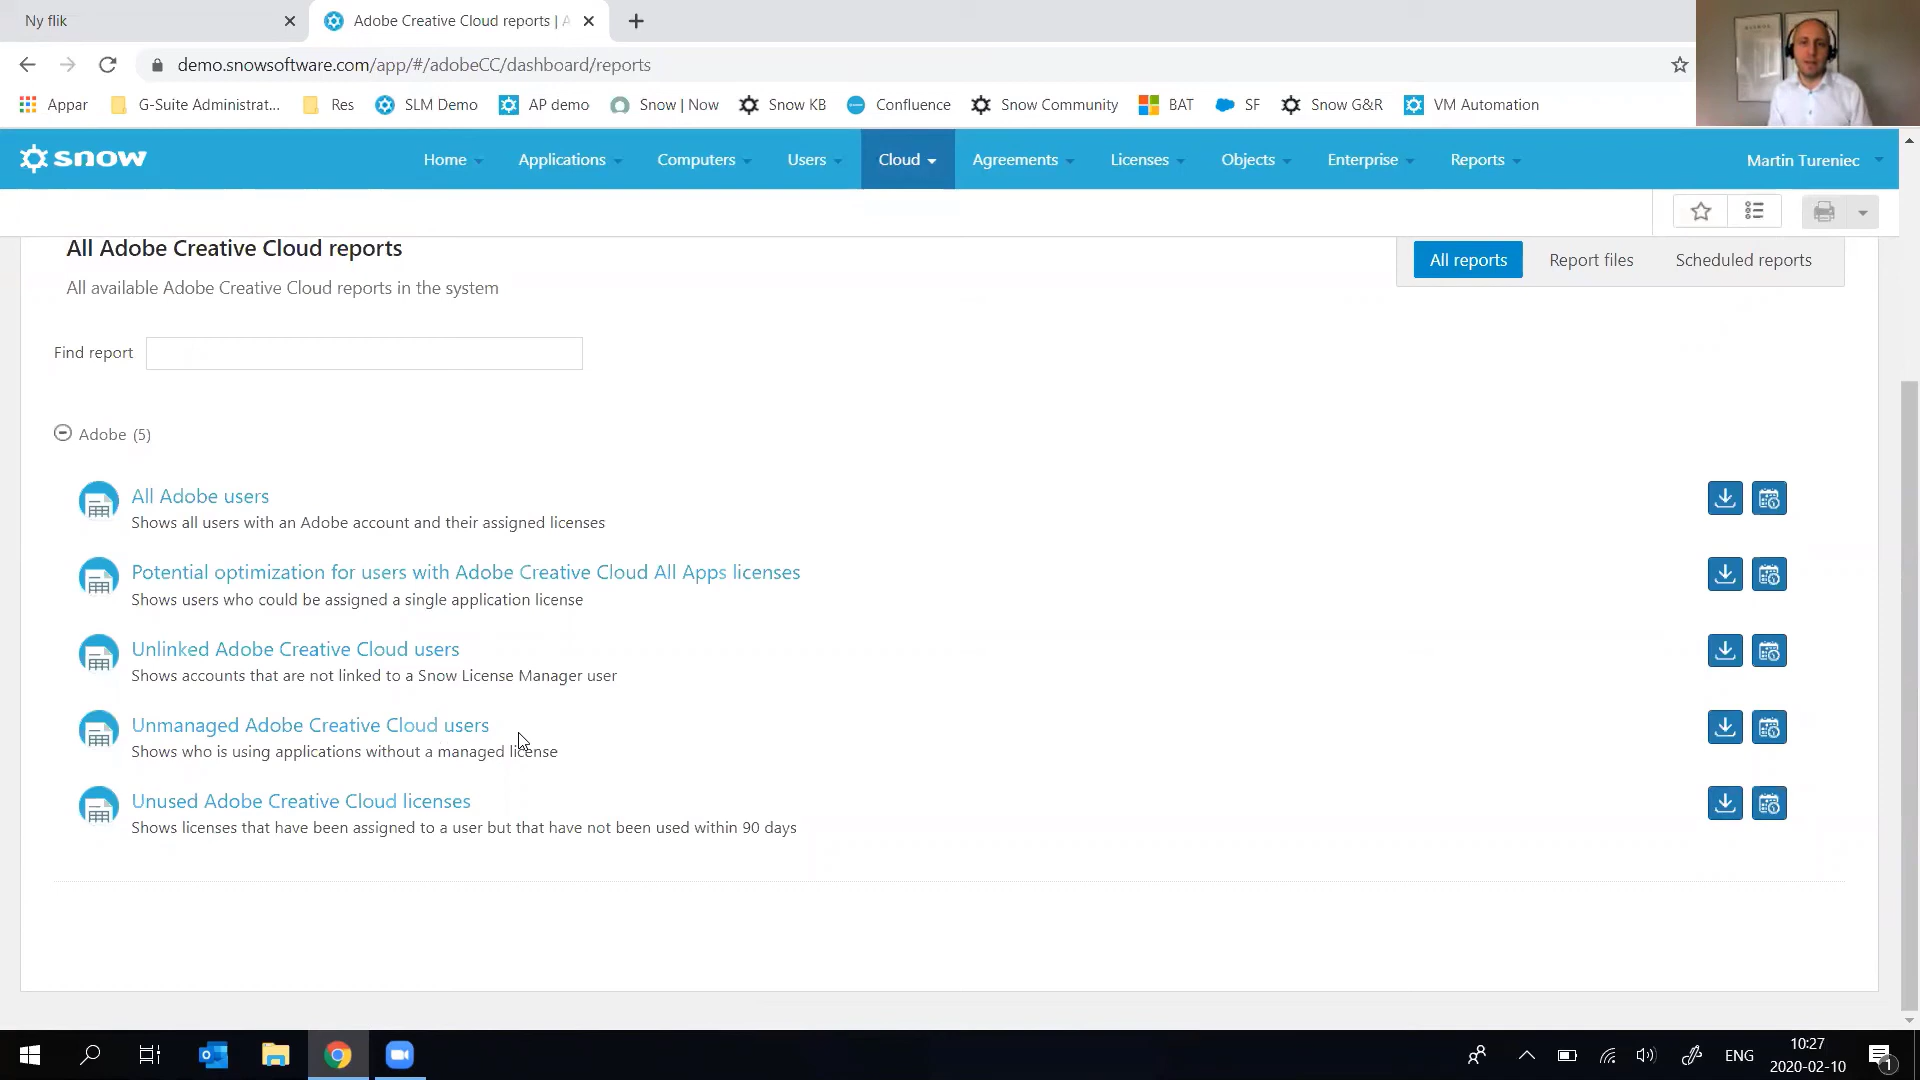 Ny flik
Adobe Creative Cloud reports | A
demo.snowsoftware.com/app/#/adobeCC/dashboard/reports
Appar
G-Suite Administrat...
Res
SLM Demo
AP demo
Snow | Now
Snow KB
Confluence
Snow Community
BAT
SF
Snow G&R
VM Automation
snow
Home
Applications
Computers
Users
Cloud
Agreements
Licenses
Objects
Enterprise
Reports
Martin Tureniec
All Adobe Creative Cloud reports
All reports
Report files
Scheduled reports
All available Adobe Creative Cloud reports in the system
Find report
Adobe (5)
All Adobe users
Shows all users with an Adobe account and their assigned licenses
Potential optimization for users with Adobe Creative Cloud All Apps licenses
Shows users who could be assigned a single application license
Unlinked Adobe Creative Cloud users
Shows accounts that are not linked to a Snow License Manager user
Unmanaged Adobe Creative Cloud users
Shows who is using applications without a managed license
Unused Adobe Creative Cloud licenses
Shows licenses that have been assigned to a user but that have not been used within 90 days
ENG
10:27
2020-02-10
1